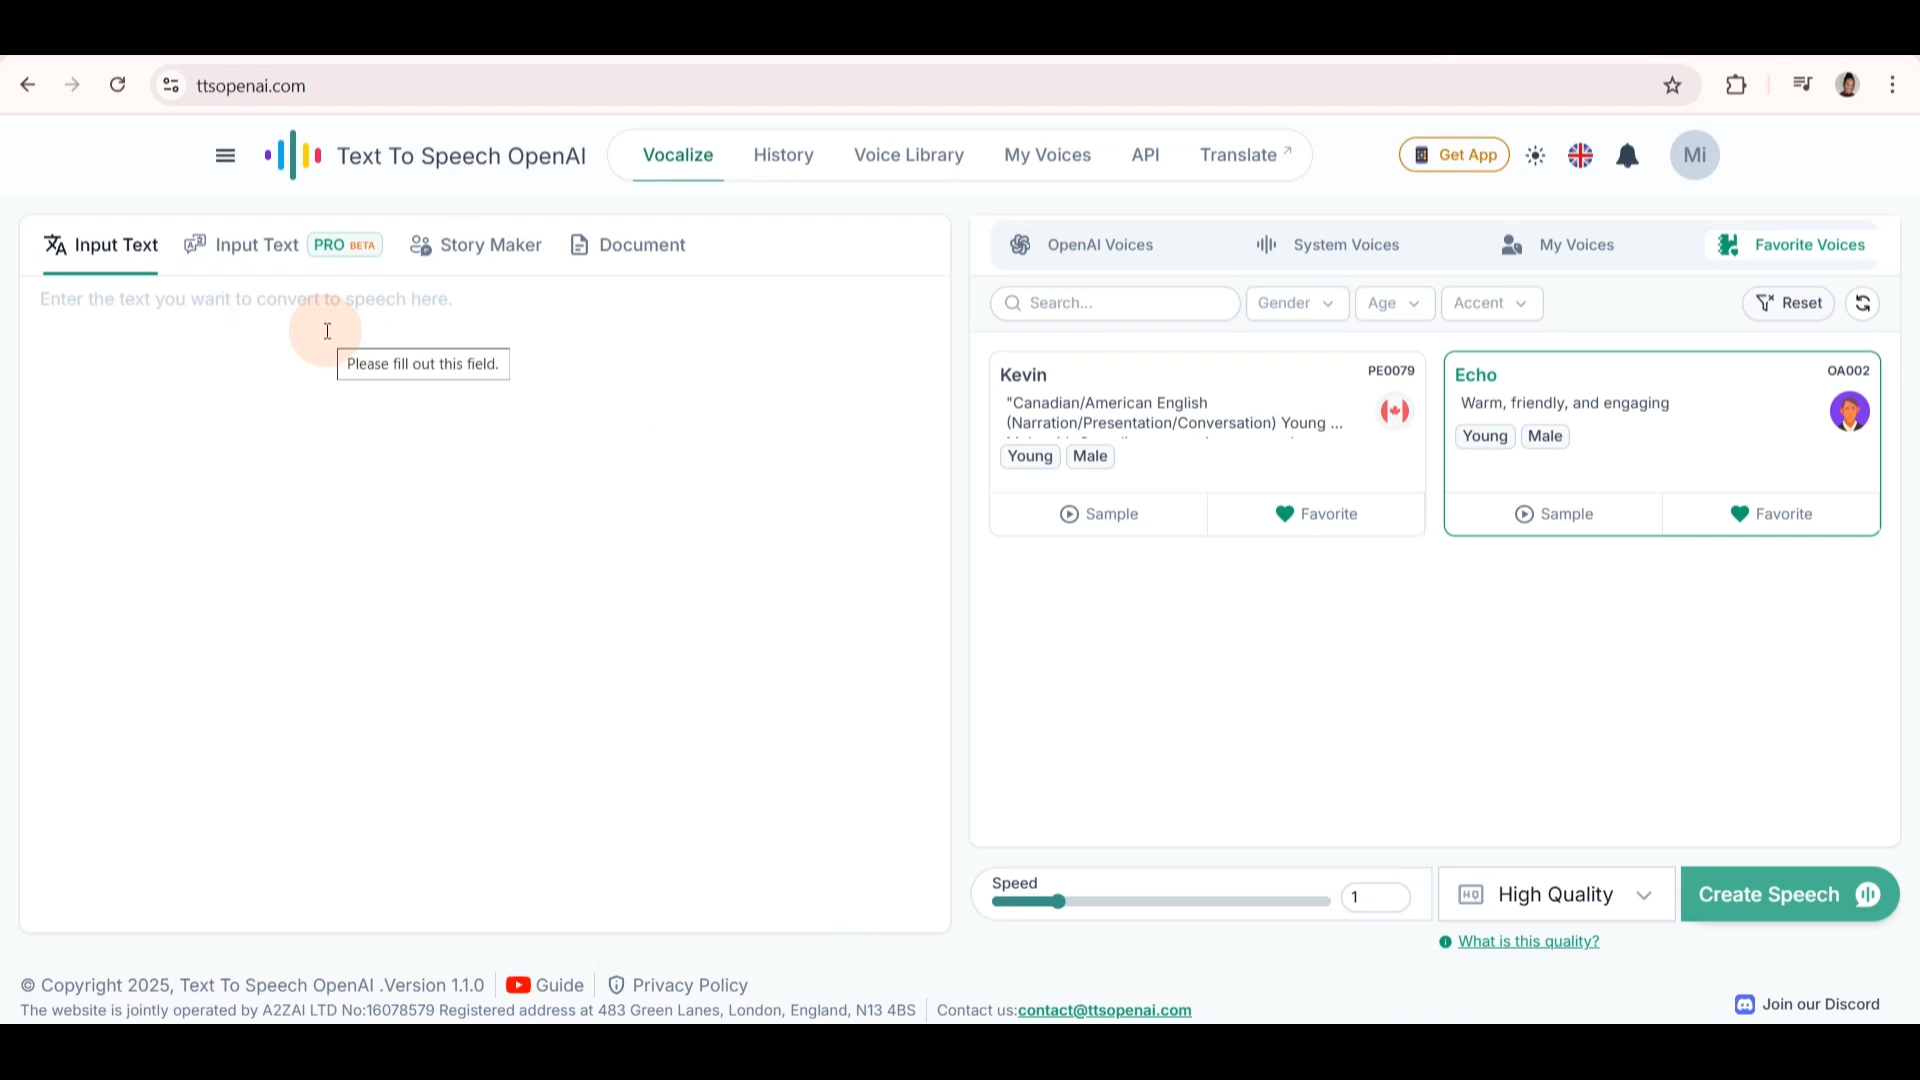 ttsopenai.com
Text To Speech OpenAI
Vocalize
History
Voice Library
My Voices
API
Translate
Get App
Mi
Input Text
Input Text PRO BETA
Story Maker
Document
Enter the text you want to convert to speech here.
Please fill out this field.
OpenAI Voices
System Voices
My Voices
Favorite Voices
Search...
Gender
Age
Accent
Reset
Kevin
PE0079
"Canadian/American English
(Narration/Presentation/Conversation) Young ...
Young
Male
Sample
Favorite
Echo
OA002
Warm, friendly, and engaging
Young
Male
Sample
Favorite
Speed
1
HQ High Quality
Create Speech
What is this quality?
© Copyright 2025, Text To Speech OpenAI .Version 1.1.0
Guide
Privacy Policy
The website is jointly operated by A2ZAI LTD No:16078579 Registered address at 483 Green Lanes, London, England, N13 4BS
Contact us:contact@ttsopenai.com
Join our Discord